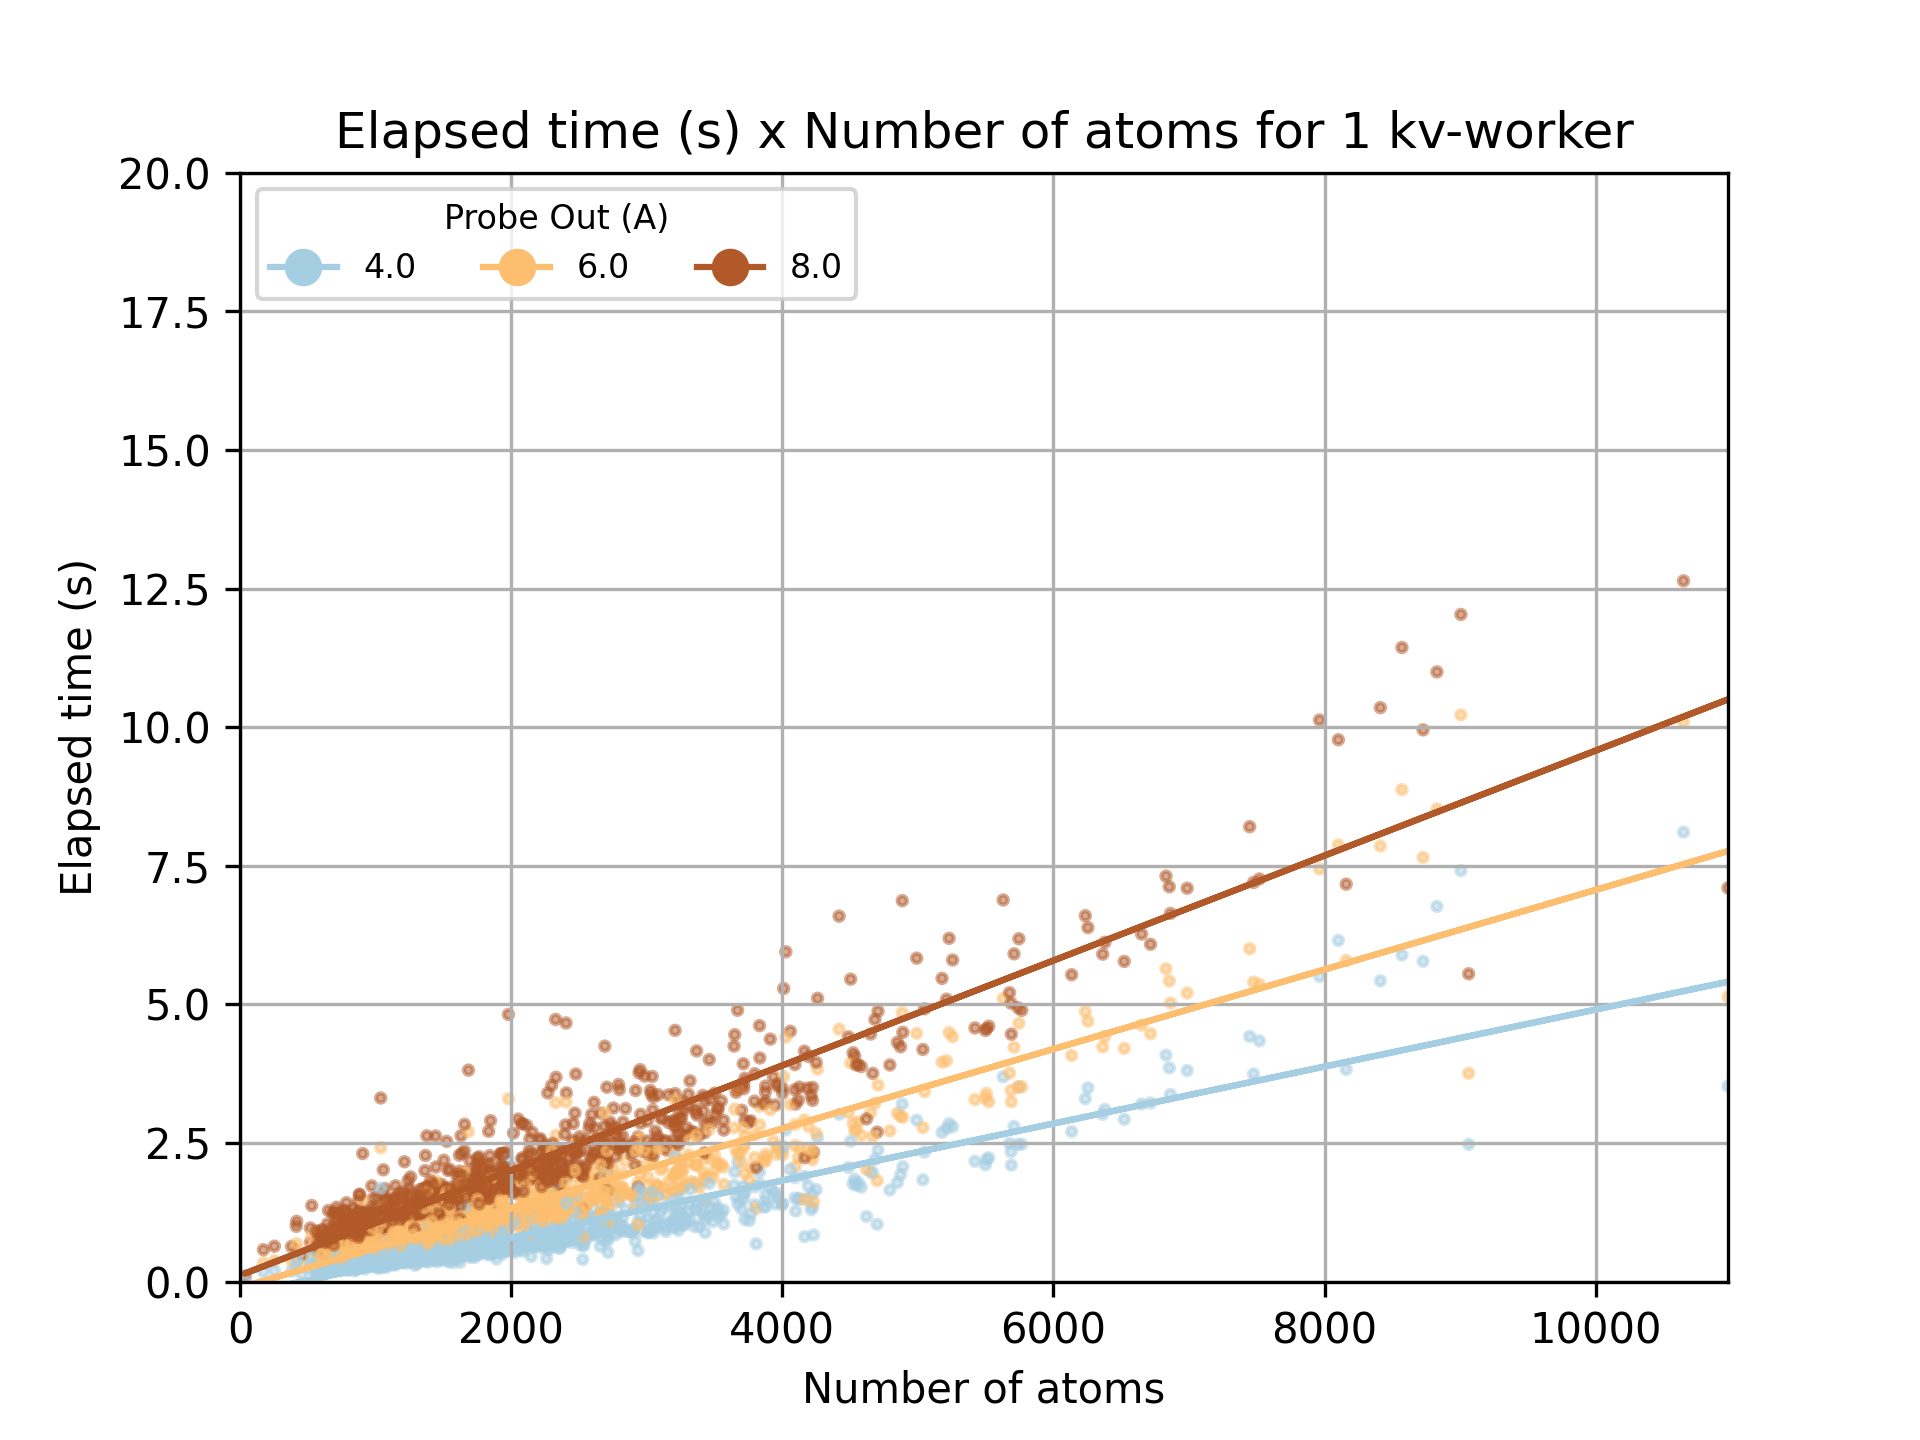 Elapsed time (s) x Number of atoms for 1 kv-worker
Probe Out (A)
4.0 6.0 8.0
20.0
17.5
15.0
12.5
10.0
7.5
5.0
2.5
0.0
Elapsed time (s)
0 2000 4000 6000 8000 10000
Number of atoms